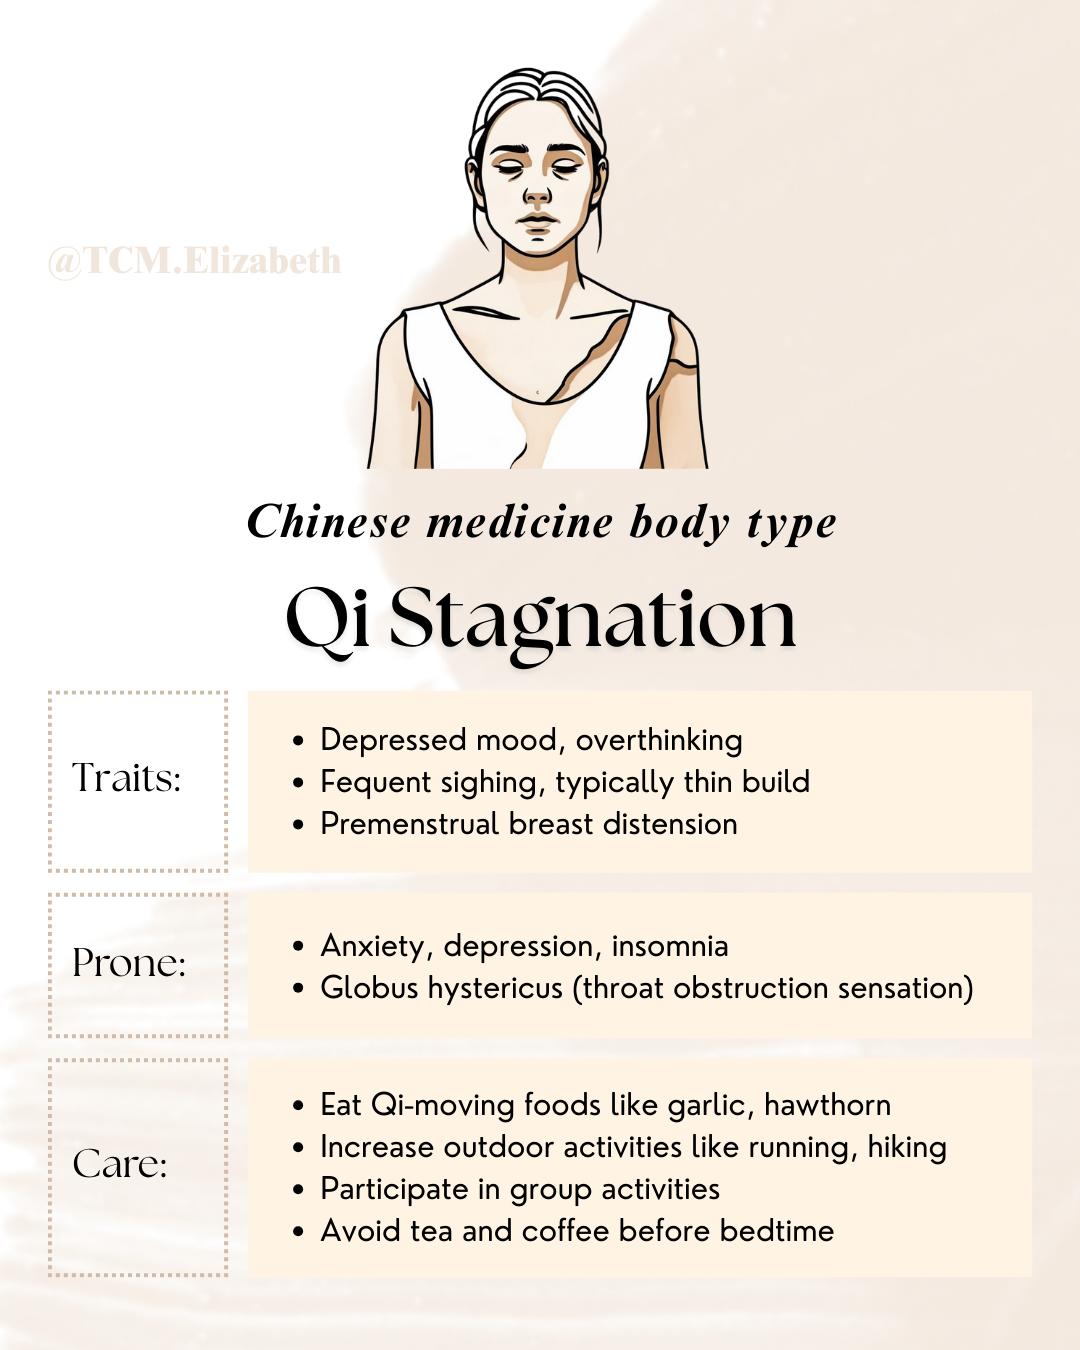 @TCM.Elizabeth
Chinese medicine body type
Qi Stagnation
Traits:
• Depressed mood, overthinking
• Fequent sighing, typically thin build
• Premenstrual breast distension
Prone:
• Anxiety, depression, insomnia
• Globus hystericus (throat obstruction sensation)
Care:
• Eat Qi-moving foods like garlic, hawthorn
• Increase outdoor activities like running, hiking
• Participate in group activities
• Avoid tea and coffee before bedtime